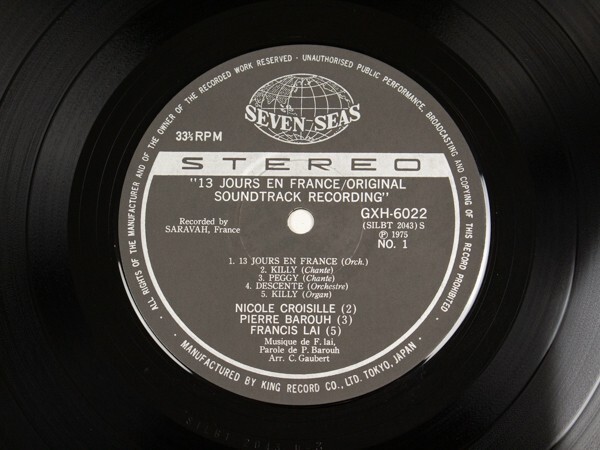 ALL RIGHTS OF THE MANUFACTURER AND OF THE OWNER OF THE RECORDED WORK RESERVED · UNAUTHORISED PUBLIC PERFORMANCE, BROADCASTING AND COPYING OF THIS RECORD PROHIBITED.
SEVEN SEAS
33⅓RPM
STEREO
"13 JOURS EN FRANCE/ORIGINAL
SOUNDTRACK RECORDING"
Recorded by
SARAVAH, France
GXH-6022
(SILBT 2043) S
Ⓟ 1975
NO. 1
1. 13 JOURS EN FRANCE (Orch.)
2. KILLY (Chante)
3. PEGGY (Chante)
4. DESCENTE (Orchestre)
5. KILLY (Organ)
NICOLE CROISILLE (2)
PIERRE BAROUH (3)
FRANCIS LAI (5)
Musique de F. lai,
Parole de P. Barouh
Arr. C. Gaubert
· MANUFACTURED BY KING RECORD CO., LTD. TOKYO, JAPAN ·